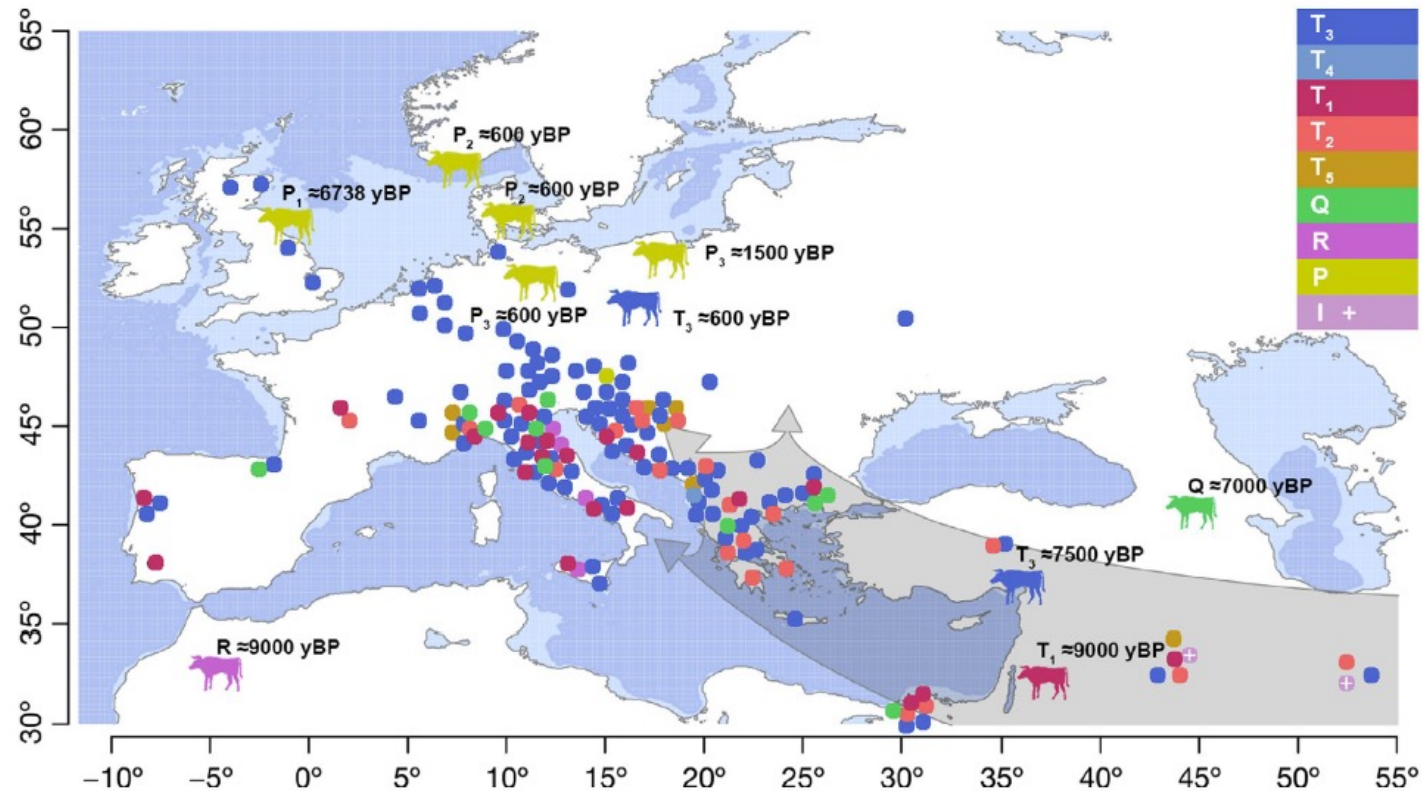 65°
60°
55°
50°
45°
40°
35°
30°
T₃
T₄
T₁
T₂
T₅
Q
R
P
I +
P₂ ≈600 yBP
P₂ ≈600 yBP
P₁ ≈6738 yBP
P₃ ≈1500 yBP
P₃ ≈600 yBP
T₃ ≈600 yBP
Q ≈7000 yBP
T₃ ≈7500 yBP
R ≈9000 yBP
T₁ ≈9000 yBP
+
+
−10° −5° 0° 5° 10° 15° 20° 25° 30° 35° 40° 45° 50° 55°